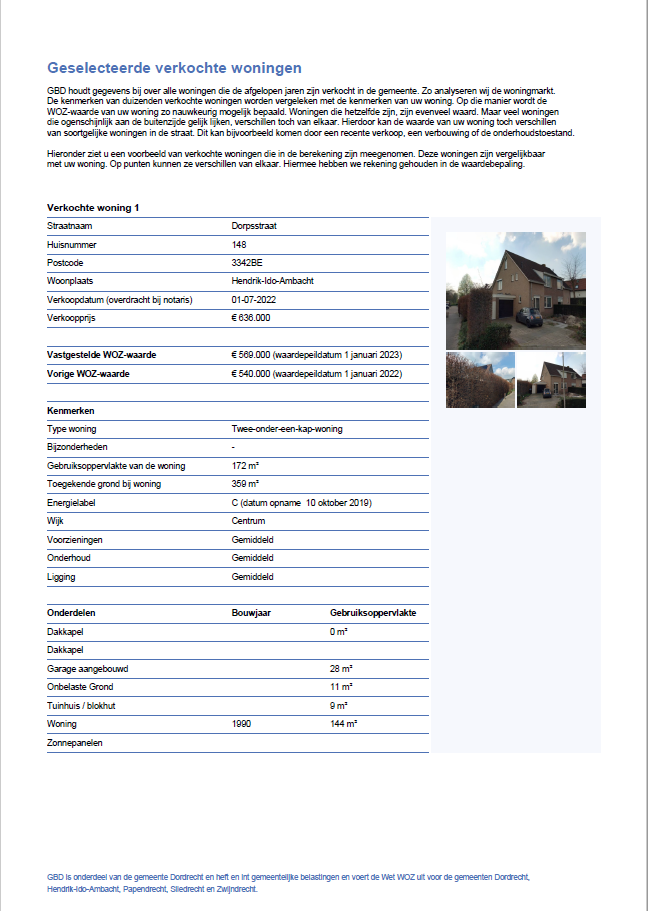 Geselecteerde verkochte woningen
GBD houdt gegevens bij over alle woningen die de afgelopen jaren zijn verkocht in de gemeente. Zo analyseren wij de woningmarkt.
De kenmerken van duizenden verkochte woningen worden vergeleken met de kenmerken van uw woning. Op die manier wordt de
WOZ-waarde van uw woning zo nauwkeurig mogelijk bepaald. Woningen die hetzelfde zijn, zijn evenveel waard. Maar veel woningen
die ogenschijnlijk aan de buitenzijde gelijk lijken, verschillen toch van elkaar. Hierdoor kan de waarde van uw woning toch verschillen
van soortgelijke woningen in de straat. Dit kan bijvoorbeeld komen door een recente verkoop, een verbouwing of de onderhoudstoestand.
Hieronder ziet u een voorbeeld van verkochte woningen die in de berekening zijn meegenomen. Deze woningen zijn vergelijkbaar
met uw woning. Op punten kunnen ze verschillen van elkaar. Hiermee hebben we rekening gehouden in de waardebepaling.
Verkochte woning 1
Straatnaam Dorpsstraat
Huisnummer 148
Postcode 3342BE
Woonplaats Hendrik-Ido-Ambacht
Verkoopdatum (overdracht bij notaris) 01-07-2022
Verkoopprijs € 636.000
Vastgestelde WOZ-waarde € 569.000 (waardepeildatum 1 januari 2023)
Vorige WOZ-waarde € 540.000 (waardepeildatum 1 januari 2022)
Kenmerken
Type woning Twee-onder-een-kap-woning
Bijzonderheden -
Gebruiksoppervlakte van de woning 172 m²
Toegekende grond bij woning 359 m²
Energielabel C (datum opname 10 oktober 2019)
Wijk Centrum
Voorzieningen Gemiddeld
Onderhoud Gemiddeld
Ligging Gemiddeld
Onderdelen Bouwjaar Gebruiksoppervlakte
Dakkapel 0 m²
Dakkapel
Garage aangebouwd 28 m²
Onbelaste Grond 11 m²
Tuinhuis / blokhut 9 m²
Woning 1990 144 m²
Zonnepanelen
GBD is onderdeel van de gemeente Dordrecht en heft en int gemeentelijke belastingen en voert de Wet WOZ uit voor de gemeenten Dordrecht,
Hendrik-Ido-Ambacht, Papendrecht, Sliedrecht en Zwijndrecht.